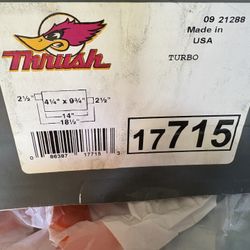 Thrush
09 21288
Made in
USA
TURBO
2½" 4¼" x 9¾" 2½"
14"
18½"
0 86387 17715 3
17715